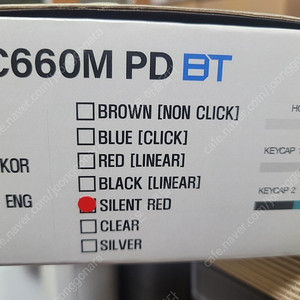 C660M PD BT
BROWN [NON CLICK]
BLUE [CLICK]
KOR
RED [LINEAR]
BLACK [LINEAR]
ENG
SILENT RED
CLEAR
SILVER
KEYCAP 1
KEYCAP 2